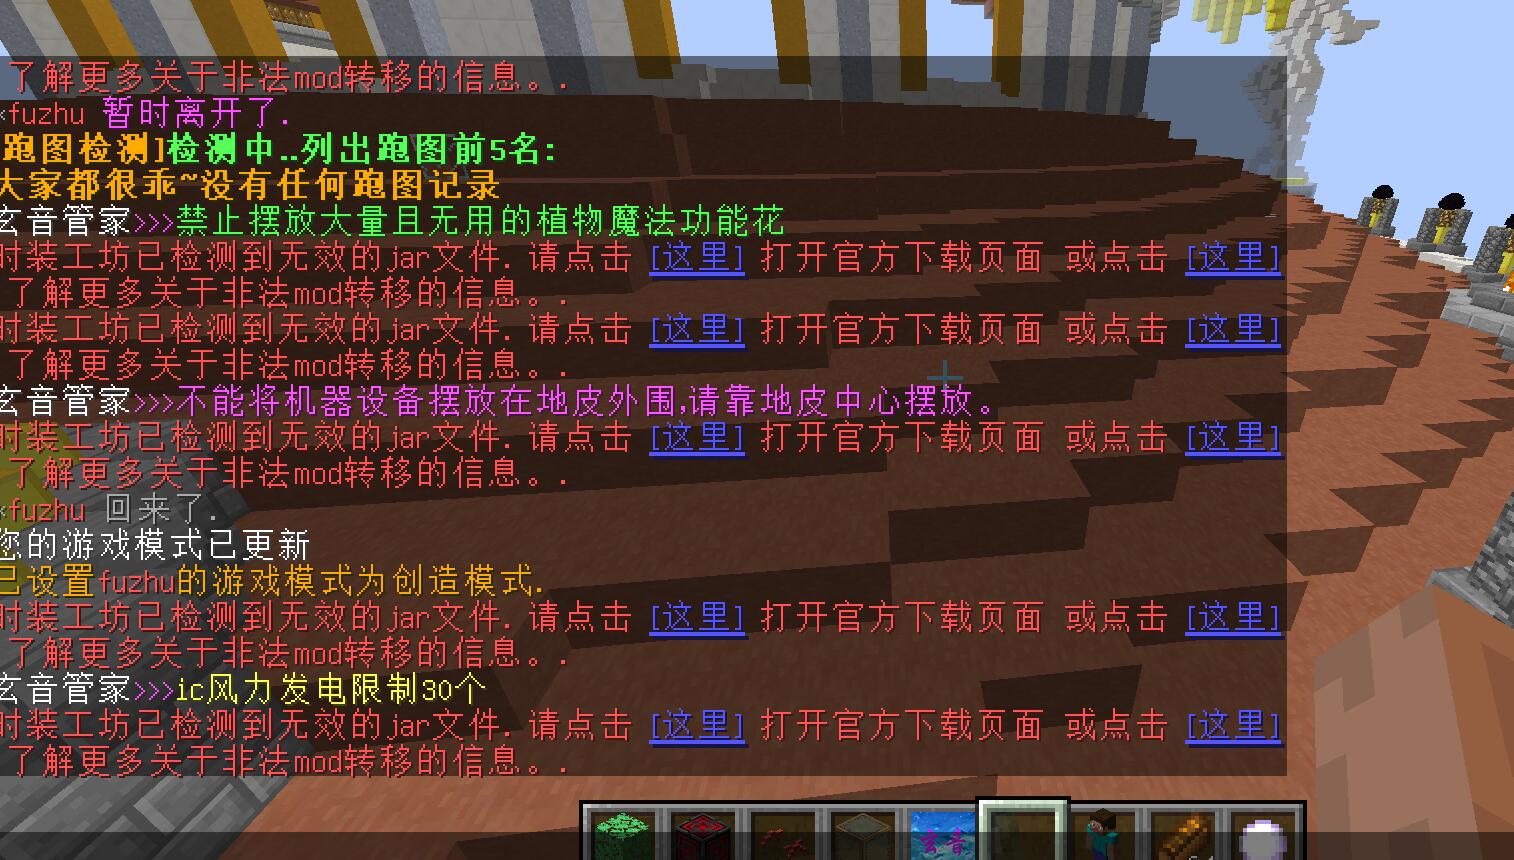 了解更多关于非法mod转移的信息。.
fuzhu 暂时离开了.
跑图检测]检测中..列出跑图前5名:
大家都很乖~没有任何跑图记录
玄音管家>>>禁止摆放大量且无用的植物魔法功能花
时装工坊已检测到无效的jar文件. 请点击 [这里] 打开官方下载页面 或点击 [这里]
了解更多关于非法mod转移的信息。.
时装工坊已检测到无效的jar文件. 请点击 [这里] 打开官方下载页面 或点击 [这里]
了解更多关于非法mod转移的信息。.
玄音管家>>>不能将机器设备摆放在地皮外围,请靠地皮中心摆放。
时装工坊已检测到无效的jar文件. 请点击 [这里] 打开官方下载页面 或点击 [这里]
了解更多关于非法mod转移的信息。.
fuzhu 回来了.
您的游戏模式已更新
已设置fuzhu的游戏模式为创造模式.
时装工坊已检测到无效的jar文件. 请点击 [这里] 打开官方下载页面 或点击 [这里]
了解更多关于非法mod转移的信息。.
玄音管家>>>ic风力发电限制30个
时装工坊已检测到无效的jar文件. 请点击 [这里] 打开官方下载页面 或点击 [这里]
了解更多关于非法mod转移的信息。.
玄音